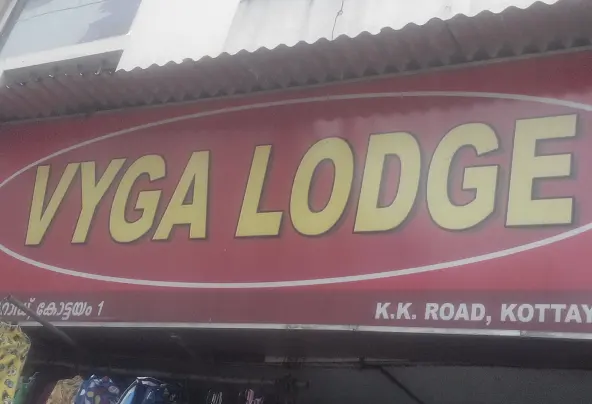 VYGA LODGE
റോഡ്, കോട്ടയം 1
K.K. ROAD, KOTTAY